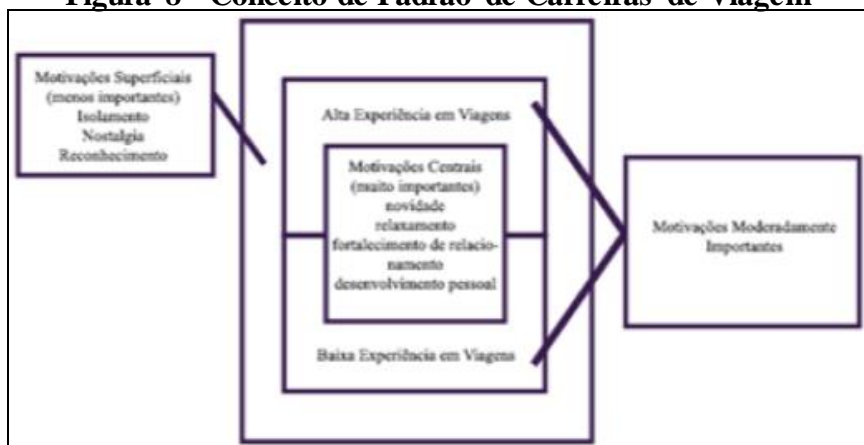 Figura 8 - Conceito de Padrão de Carreiras de Viagem
Motivações Superficiais
(menos importantes)
Isolamento
Nostalgia
Reconhecimento
Alta Experiência em Viagens
Motivações Centrais
(muito importantes)
novidade
relaxamento
fortalecimento de relacio-
namento
desenvolvimento pessoal
Baixa Experiência em Viagens
Motivações Moderadamente
Importantes